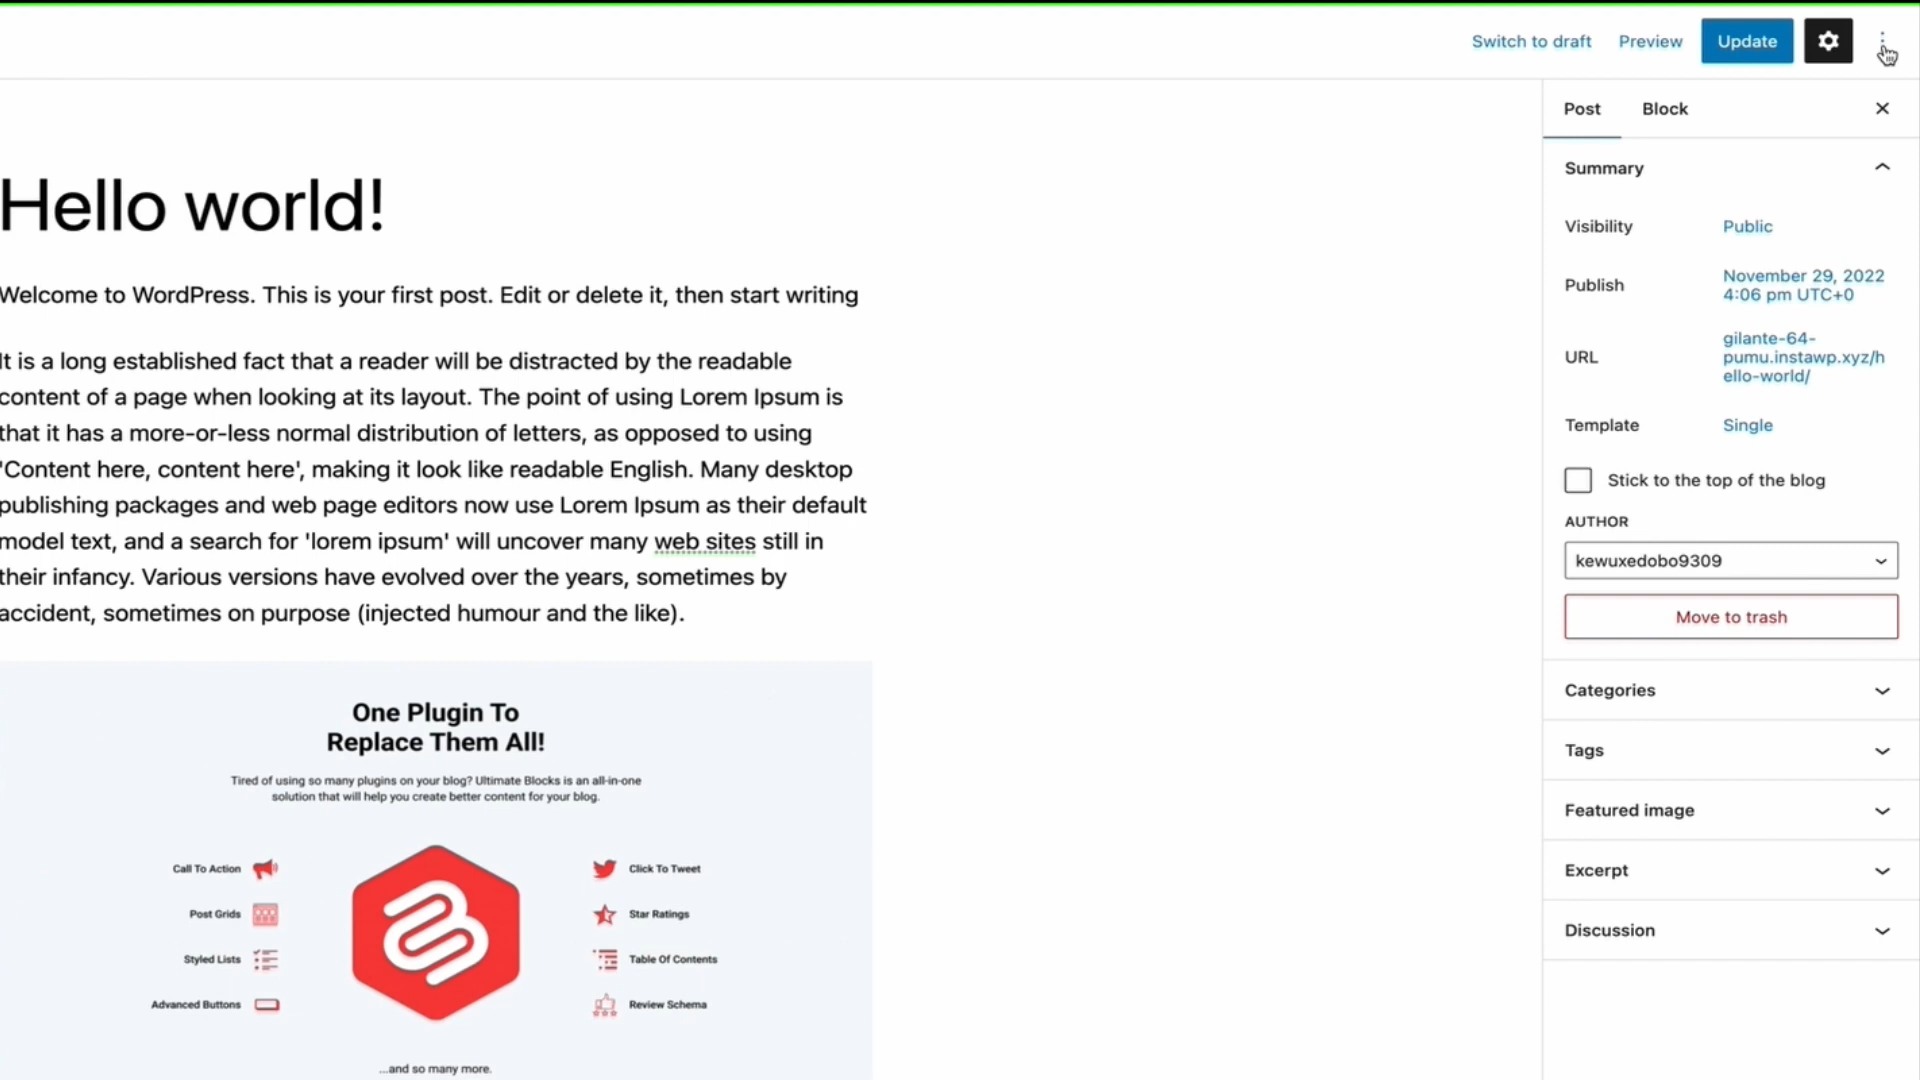 Switch to draft Preview Update
Post Block
Summary
Visibility Public
Publish November 29, 2022
4:06 pm UTC+0
URL gilante-64-
pumu.instawp.xyz/h
ello-world/
Template Single
Stick to the top of the blog
AUTHOR
kewuxedobo9309
Move to trash
Categories
Tags
Featured image
Excerpt
Discussion
Hello world!
Welcome to WordPress. This is your first post. Edit or delete it, then start writing
It is a long established fact that a reader will be distracted by the readable
content of a page when looking at its layout. The point of using Lorem Ipsum is
that it has a more-or-less normal distribution of letters, as opposed to using
'Content here, content here', making it look like readable English. Many desktop
publishing packages and web page editors now use Lorem Ipsum as their default
model text, and a search for 'lorem ipsum' will uncover many web sites still in
their infancy. Various versions have evolved over the years, sometimes by
accident, sometimes on purpose (injected humour and the like).
One Plugin To
Replace Them All!
Tired of using so many plugins on your blog? Ultimate Blocks is an all-in-one
solution that will help you create better content for your blog.
Call To Action
Post Grids
Styled Lists
Advanced Buttons
Click To Tweet
Star Ratings
Table Of Contents
Review Schema
...and so many more.